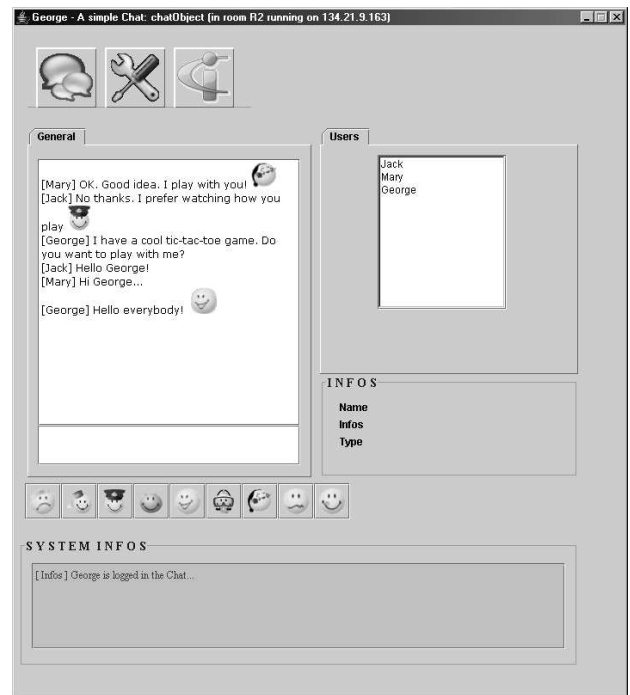 George - A simple Chat: chatObject (in room R2 running on 134.21.9.163)
General
[Mary] OK. Good idea. I play with you!
[Jack] No thanks. I prefer watching how you
play
[George] I have a cool tic-tac-toe game. Do
you want to play with me?
[Jack] Hello George!
[Mary] Hi George...
[George] Hello everybody!
Users
Jack
Mary
George
INFOS
Name
Infos
Type
SYSTEM INFOS
[Infos] George is logged in the Chat...